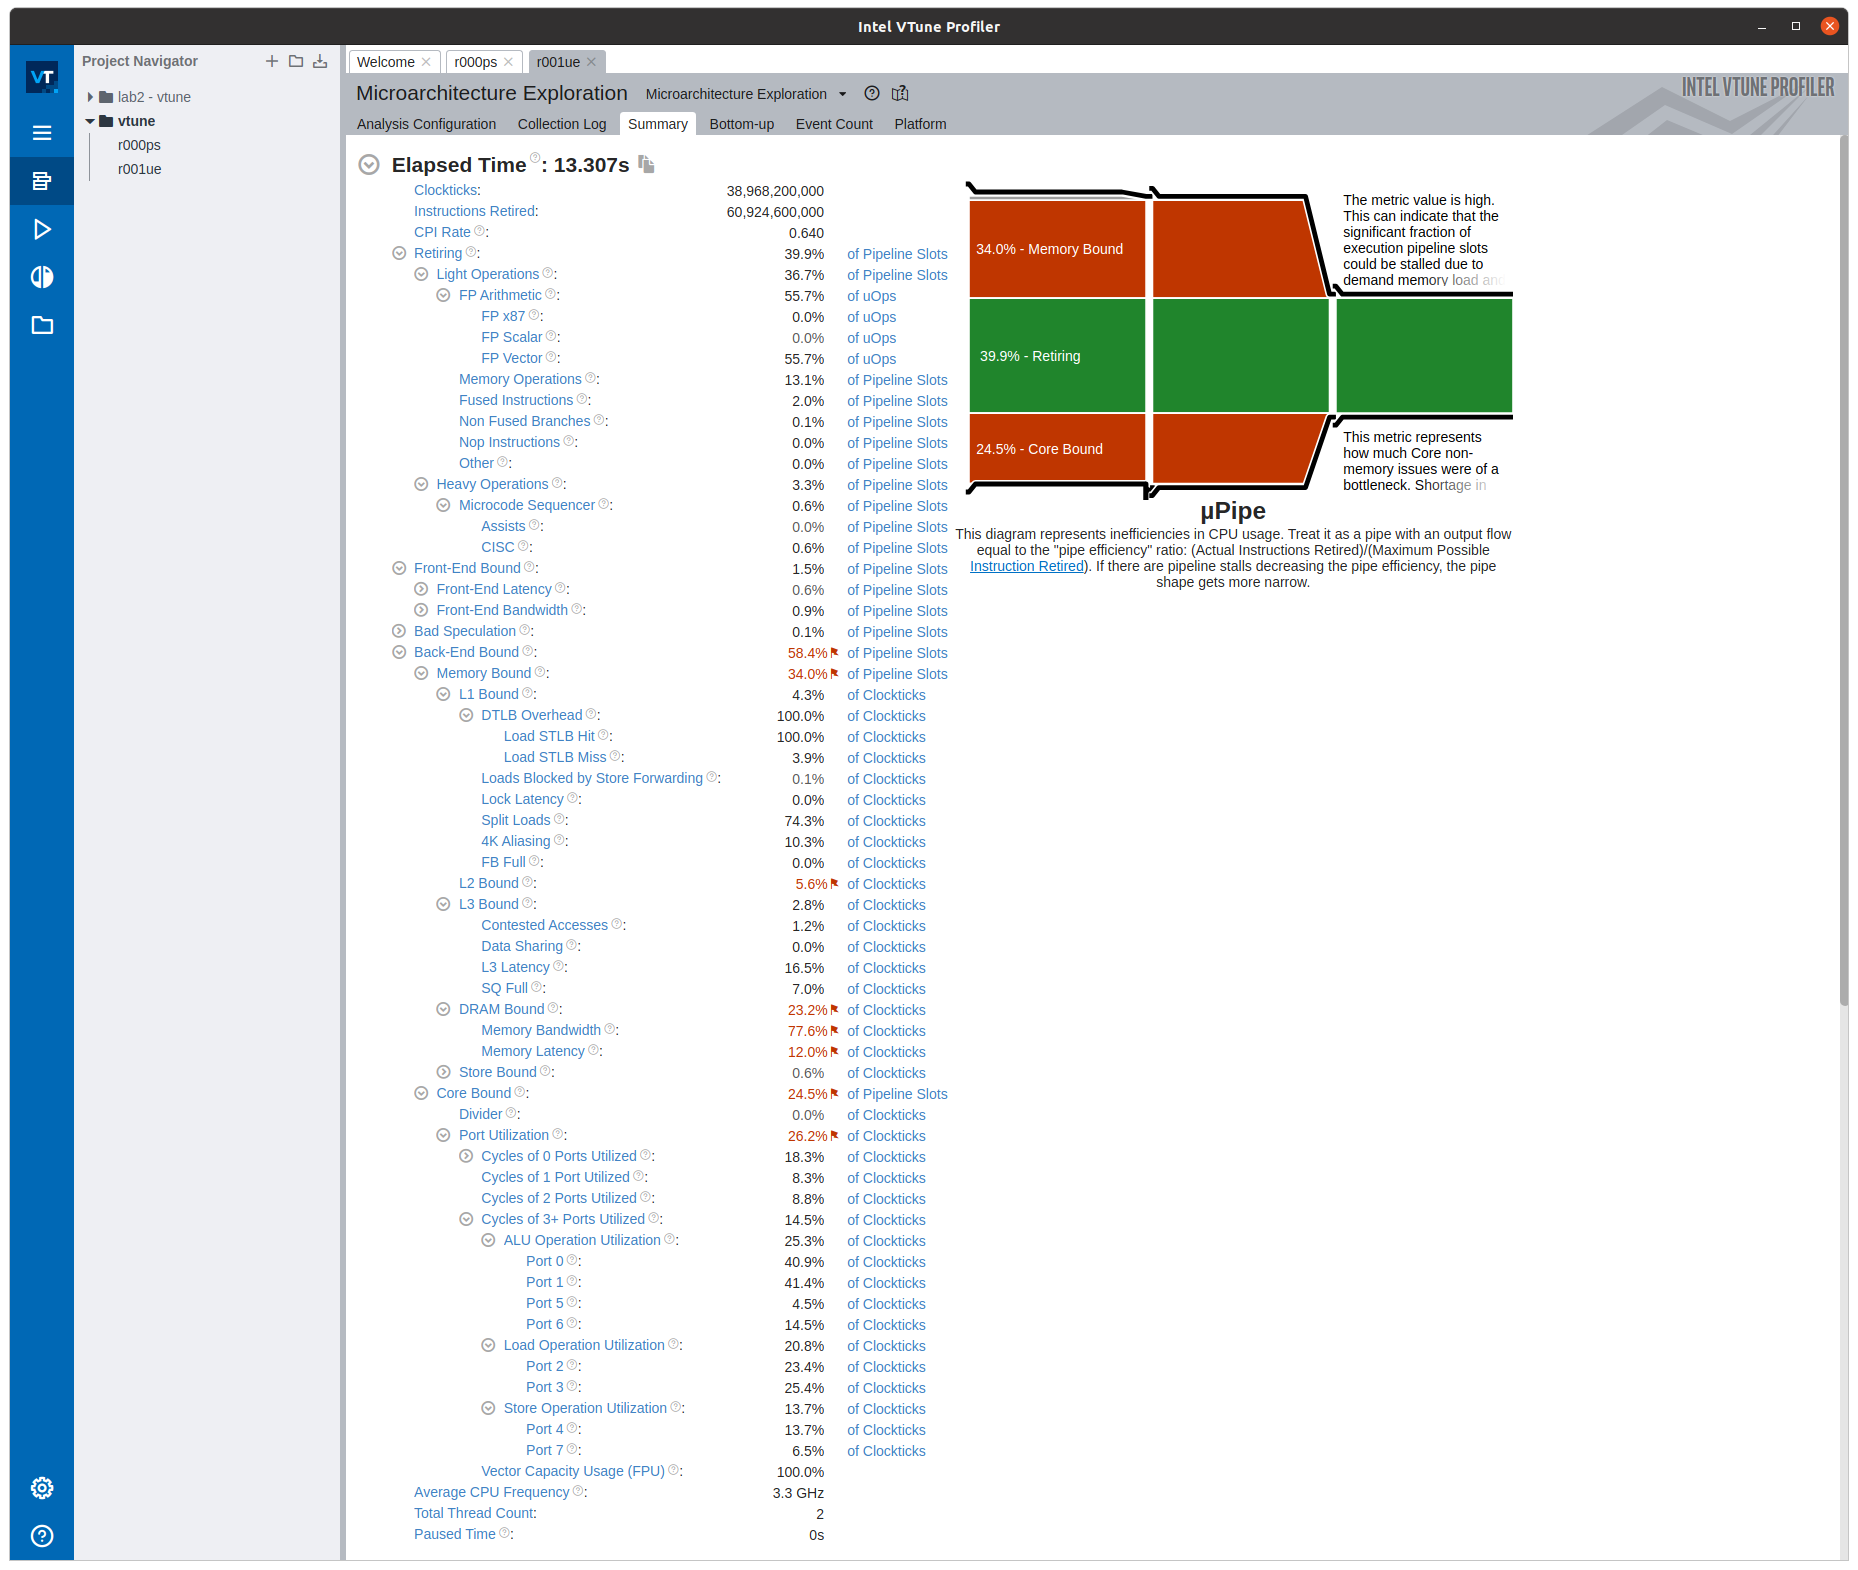 Intel VTune Profiler
VT
Project Navigator
lab2 - vtune
vtune
r000ps
r001ue
Welcome
r000ps
r001ue
Microarchitecture Exploration
Microarchitecture Exploration
INTEL VTUNE PROFILER
Analysis Configuration
Collection Log
Summary
Bottom-up
Event Count
Platform
Elapsed Time: 13.307s
Clockticks: 38,968,200,000
Instructions Retired: 60,924,600,000
CPI Rate: 0.640
Retiring: 39.9% of Pipeline Slots
Light Operations: 36.7% of Pipeline Slots
FP Arithmetic: 55.7% of uOps
FP x87: 0.0% of uOps
FP Scalar: 0.0% of uOps
FP Vector: 55.7% of uOps
Memory Operations: 13.1% of Pipeline Slots
Fused Instructions: 2.0% of Pipeline Slots
Non Fused Branches: 0.1% of Pipeline Slots
Nop Instructions: 0.0% of Pipeline Slots
Other: 0.0% of Pipeline Slots
Heavy Operations: 3.3% of Pipeline Slots
Microcode Sequencer: 0.6% of Pipeline Slots
Assists: 0.0% of Pipeline Slots
CISC: 0.6% of Pipeline Slots
Front-End Bound: 1.5% of Pipeline Slots
Front-End Latency: 0.6% of Pipeline Slots
Front-End Bandwidth: 0.9% of Pipeline Slots
Bad Speculation: 0.1% of Pipeline Slots
Back-End Bound: 58.4% of Pipeline Slots
Memory Bound: 34.0% of Pipeline Slots
L1 Bound: 4.3% of Clockticks
DTLB Overhead: 100.0% of Clockticks
Load STLB Hit: 100.0% of Clockticks
Load STLB Miss: 3.9% of Clockticks
Loads Blocked by Store Forwarding: 0.1% of Clockticks
Lock Latency: 0.0% of Clockticks
Split Loads: 74.3% of Clockticks
4K Aliasing: 10.3% of Clockticks
FB Full: 0.0% of Clockticks
L2 Bound: 5.6% of Clockticks
L3 Bound: 2.8% of Clockticks
Contested Accesses: 1.2% of Clockticks
Data Sharing: 0.0% of Clockticks
L3 Latency: 16.5% of Clockticks
SQ Full: 7.0% of Clockticks
DRAM Bound: 23.2% of Clockticks
Memory Bandwidth: 77.6% of Clockticks
Memory Latency: 12.0% of Clockticks
Store Bound: 0.6% of Clockticks
Core Bound: 24.5% of Pipeline Slots
Divider: 0.0% of Clockticks
Port Utilization: 26.2% of Clockticks
Cycles of 0 Ports Utilized: 18.3% of Clockticks
Cycles of 1 Port Utilized: 8.3% of Clockticks
Cycles of 2 Ports Utilized: 8.8% of Clockticks
Cycles of 3+ Ports Utilized: 14.5% of Clockticks
ALU Operation Utilization: 25.3% of Clockticks
Port 0: 40.9% of Clockticks
Port 1: 41.4% of Clockticks
Port 5: 4.5% of Clockticks
Port 6: 14.5% of Clockticks
Load Operation Utilization: 20.8% of Clockticks
Port 2: 23.4% of Clockticks
Port 3: 25.4% of Clockticks
Store Operation Utilization: 13.7% of Clockticks
Port 4: 13.7% of Clockticks
Port 7: 6.5% of Clockticks
Vector Capacity Usage (FPU): 100.0%
Average CPU Frequency: 3.3 GHz
Total Thread Count: 2
Paused Time: 0s
34.0% - Memory Bound
39.9% - Retiring
24.5% - Core Bound
The metric value is high.
This can indicate that the
significant fraction of
execution pipeline slots
could be stalled due to
demand memory load and
This metric represents
how much Core non-
memory issues were of a
bottleneck. Shortage in
µPipe
This diagram represents inefficiencies in CPU usage. Treat it as a pipe with an output flow
equal to the "pipe efficiency" ratio: (Actual Instructions Retired)/(Maximum Possible
Instruction Retired). If there are pipeline stalls decreasing the pipe efficiency, the pipe
shape gets more narrow.